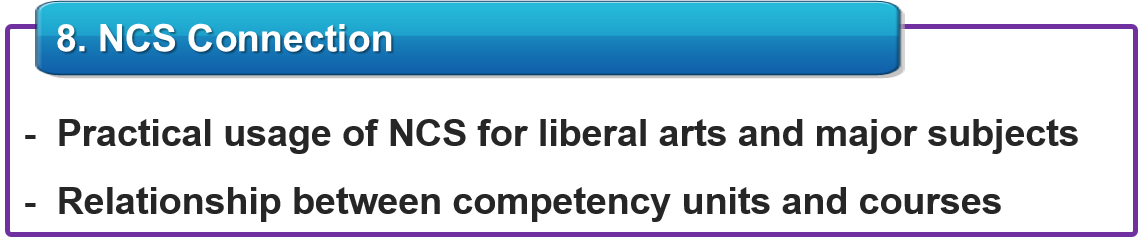 8. NCS Connection
- Practical usage of NCS for liberal arts and major subjects
- Relationship between competency units and courses